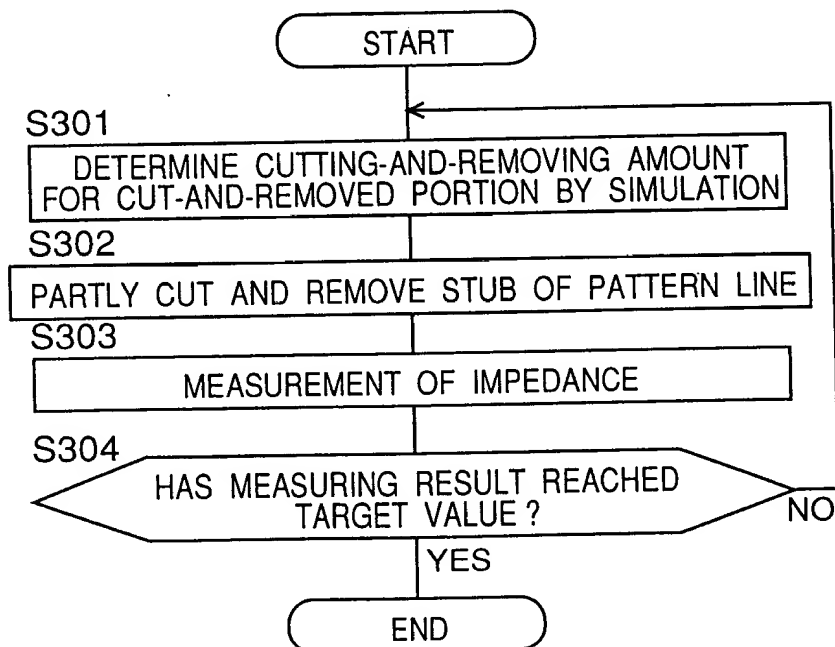 START
S301
DETERMINE CUTTING-AND-REMOVING AMOUNT
FOR CUT-AND-REMOVED PORTION BY SIMULATION
S302
PARTLY CUT AND REMOVE STUB OF PATTERN LINE
S303
MEASUREMENT OF IMPEDANCE
S304
HAS MEASURING RESULT REACHED
TARGET VALUE ?
NO
YES
END